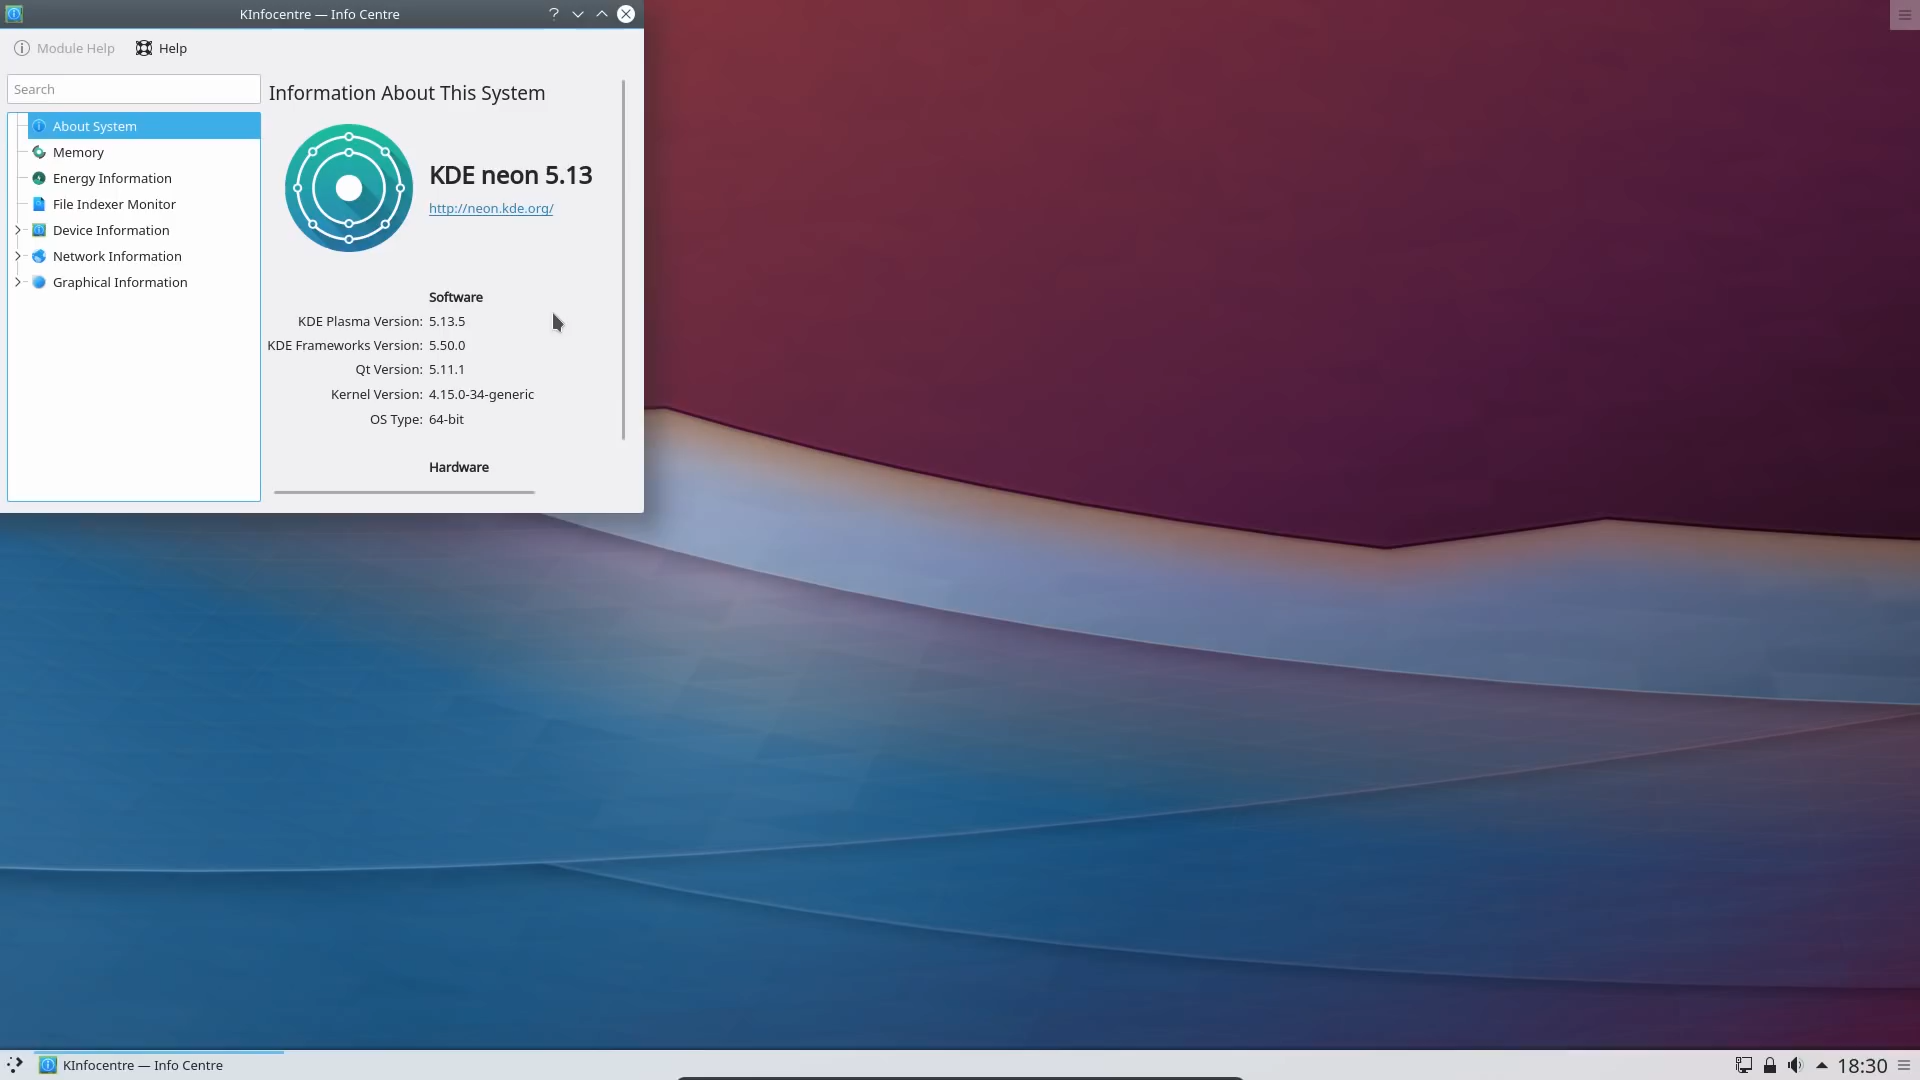 KInfocentre — Info Centre
Module Help
Help
Search
About System
Memory
Energy Information
File Indexer Monitor
Device Information
Network Information
Graphical Information
Information About This System
KDE neon 5.13
http://neon.kde.org/
Software
KDE Plasma Version: 5.13.5
KDE Frameworks Version: 5.50.0
Qt Version: 5.11.1
Kernel Version: 4.15.0-34-generic
OS Type: 64-bit
Hardware
KInfocentre — Info Centre
18:30